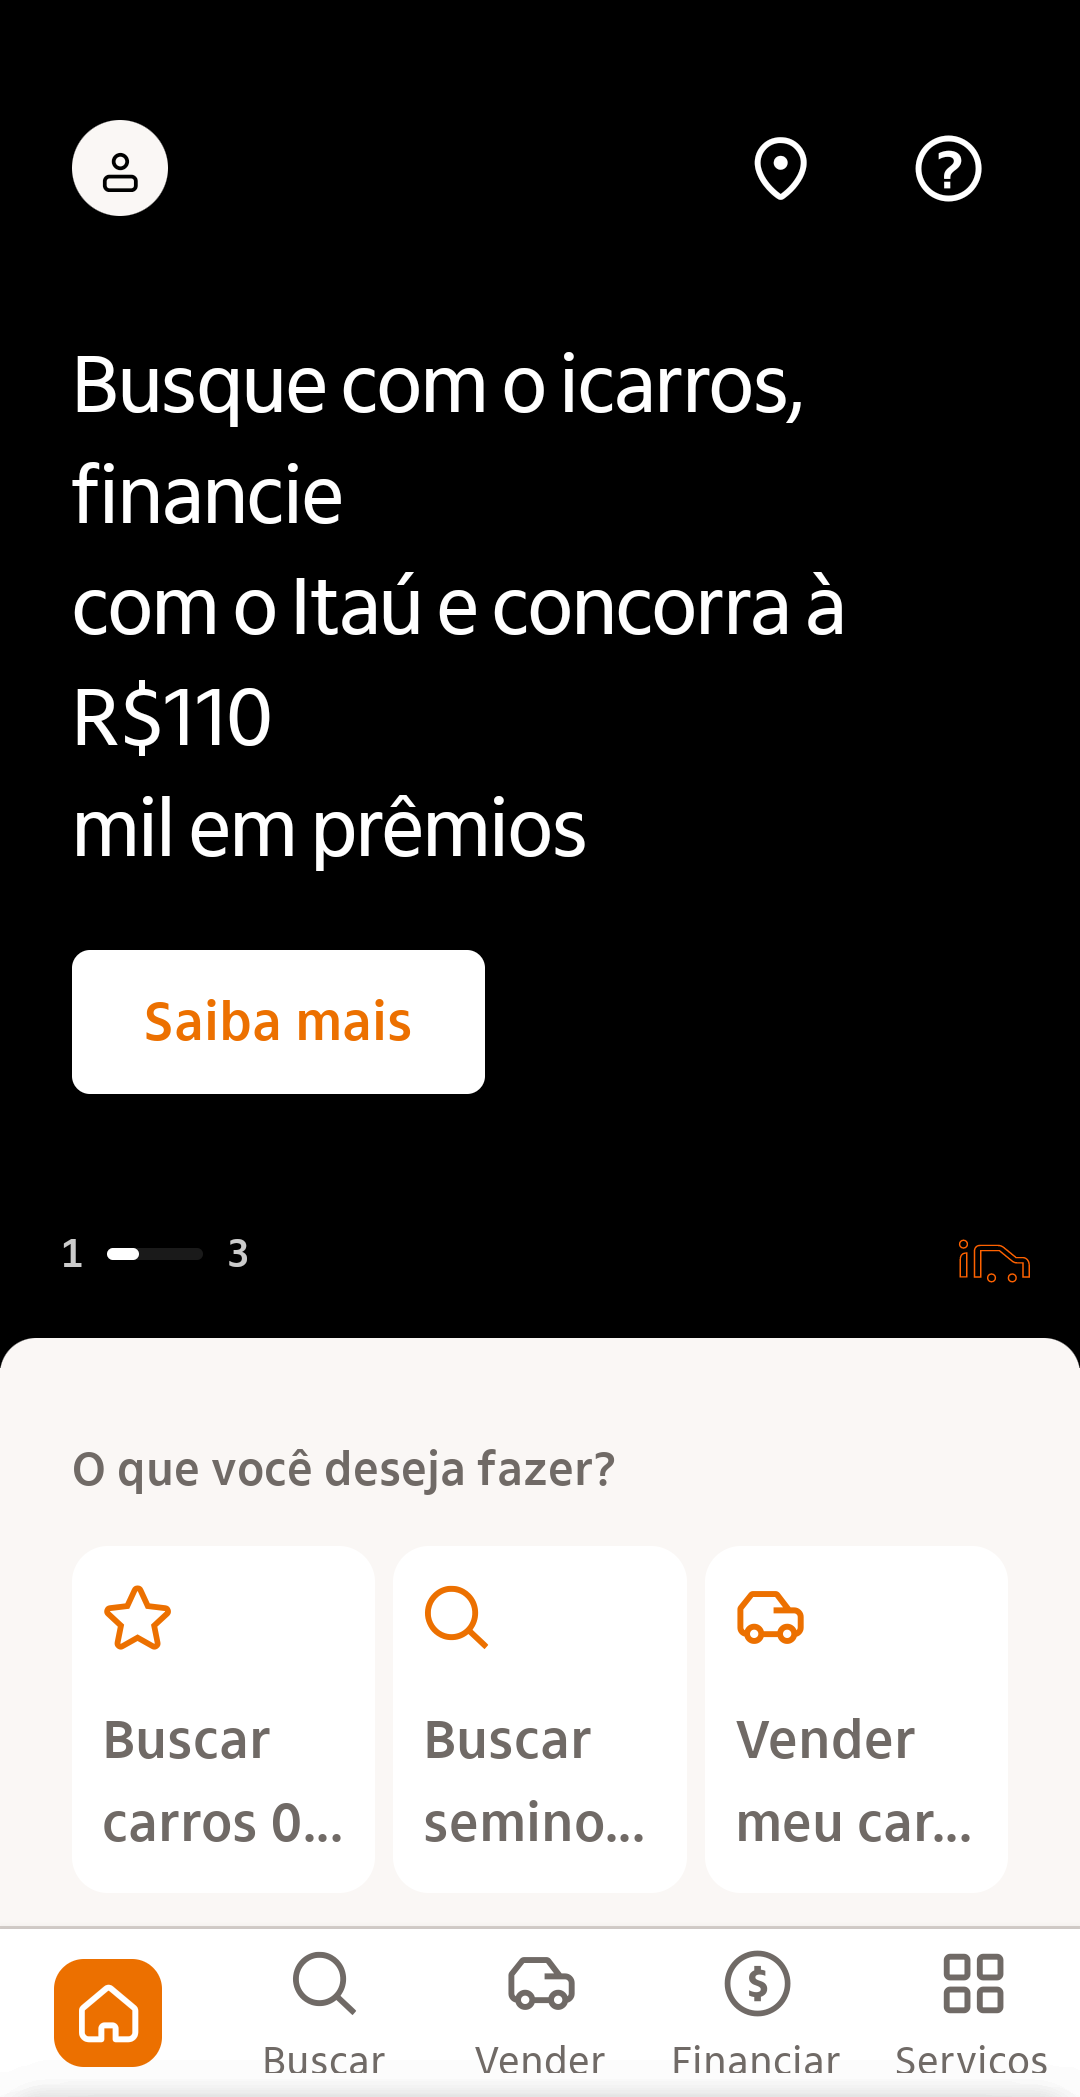 Busque com o icarros,
financie
com o Itaú e concorra à
R$110
mil em prêmios
Saiba mais
1 3
O que você deseja fazer?
Buscar
carros 0...
Buscar
semino...
Vender
meu car...
Buscar
Vender
Financiar
Serviços